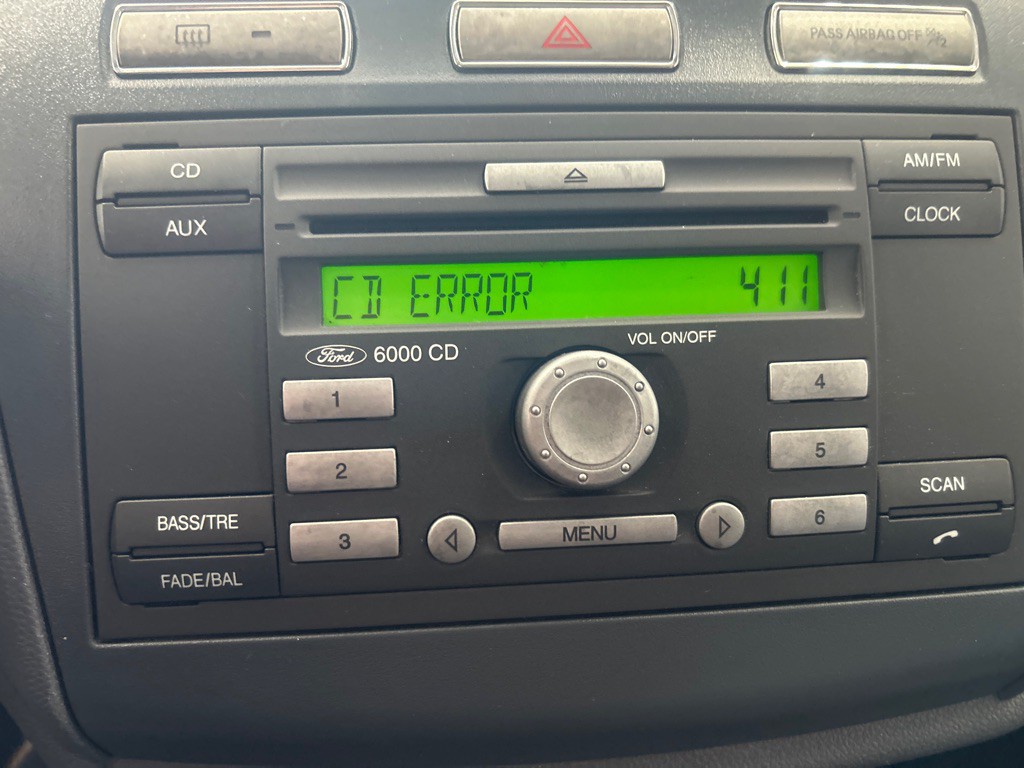 PASS AIRBAG OFF
CD
AUX
AM/FM
CLOCK
CD ERROR 411
Ford 6000 CD
VOL ON/OFF
1
2
3
4
5
6
BASS/TRE
FADE/BAL
MENU
SCAN